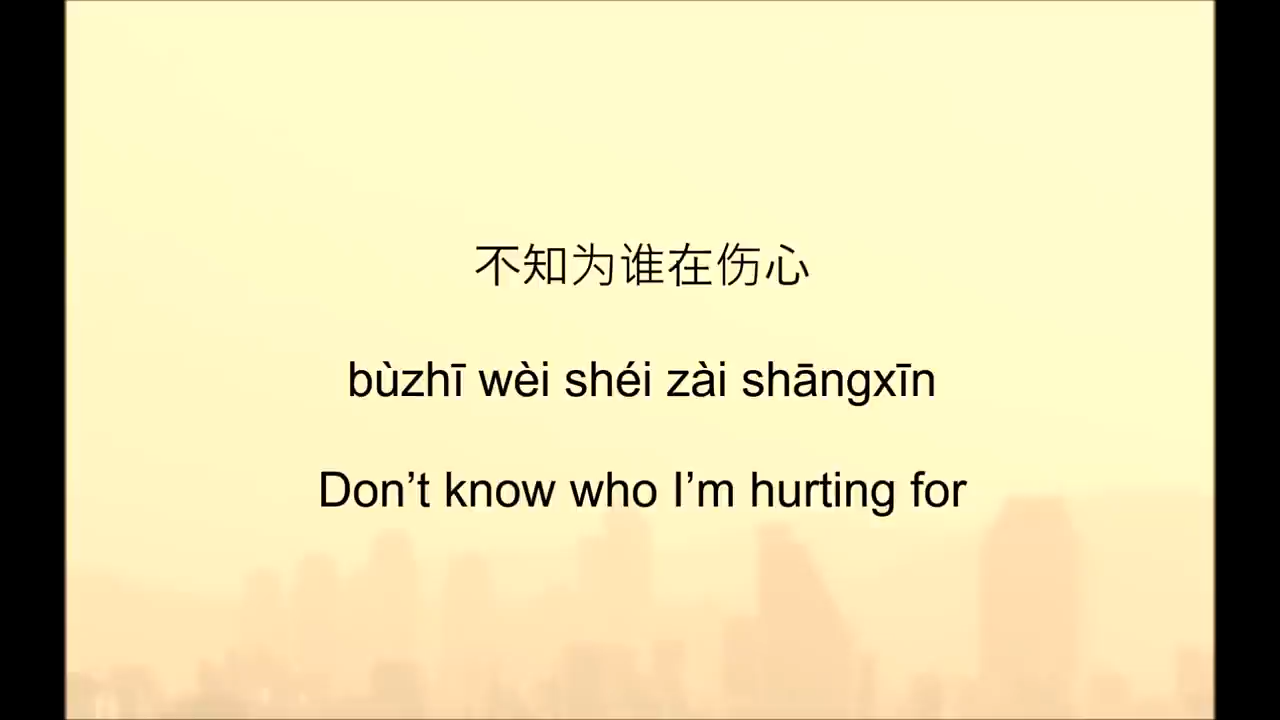 不知为谁在伤心
bùzhī wèi shéi zài shāngxīn
Don’t know who I’m hurting for